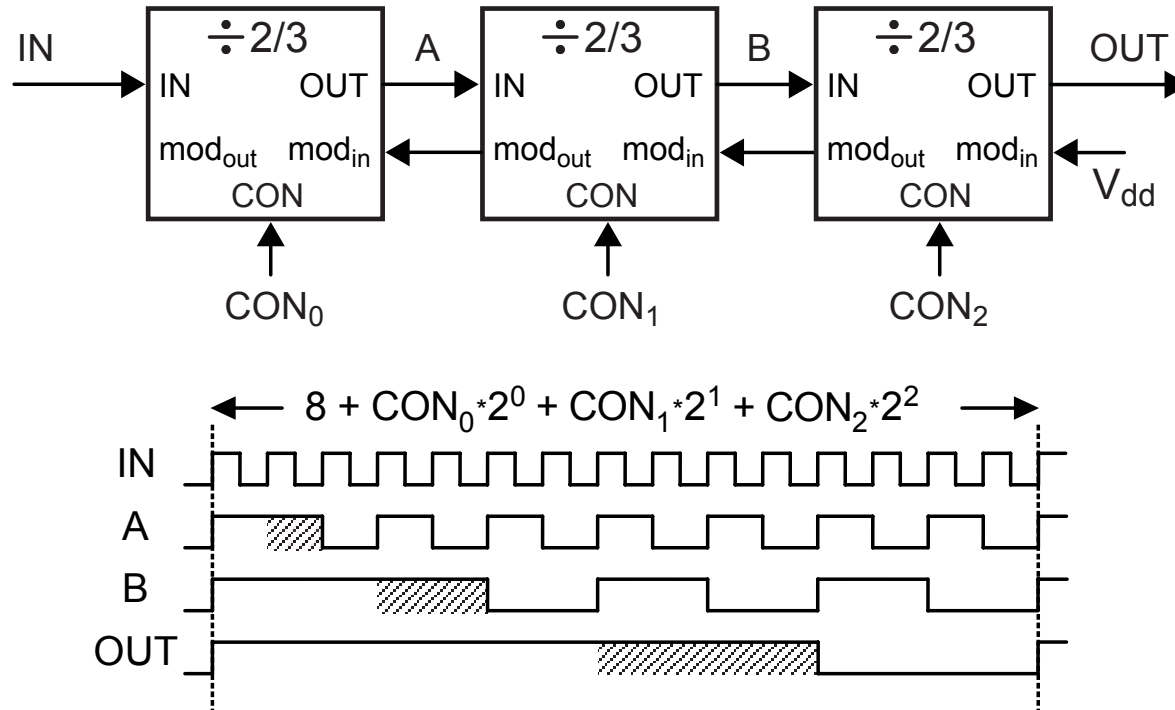 ÷2/3 ÷2/3 ÷2/3
IN A B OUT
IN OUT IN OUT IN OUT
mod_out mod_in mod_out mod_in mod_out mod_in
V_dd
CON CON CON
CON_0 CON_1 CON_2
8 + CON_0*2^0 + CON_1*2^1 + CON_2*2^2
IN
A
B
OUT